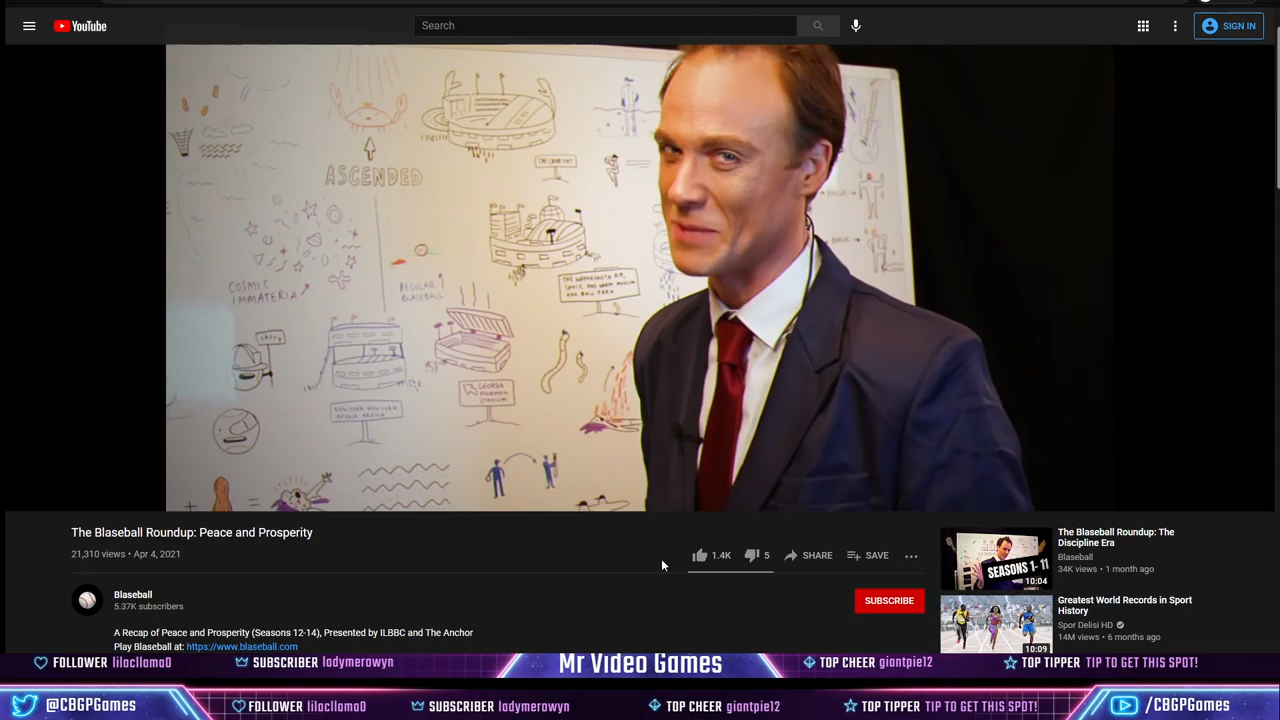 YouTube
Search
SIGN IN
ASCENDED
THE
COSMIC
IMMATERIA
REGULAR
BLASEBALL
GEORGE
FOREMAN
STADIUM
The Blaseball Roundup: Peace and Prosperity
21,310 views • Apr 4, 2021
1.4K
5
SHARE
SAVE
Blaseball
5.37K subscribers
SUBSCRIBE
A Recap of Peace and Prosperity (Seasons 12-14), Presented by ILBBC and The Anchor
Play Blaseball at: https://www.blaseball.com
SEASONS 1- 11
10:04
The Blaseball Roundup: The
Discipline Era
Blaseball
34K views • 1 month ago
10:09
Greatest World Records in Sport
History
Spor Delisi HD
14M views • 6 months ago
FOLLOWER lilacllama0
SUBSCRIBER ladymerowyn
Mr Video Games
TOP CHEER giantpie12
TOP TIPPER TIP TO GET THIS SPOT!
@CBGPGames
FOLLOWER lilacllama0
SUBSCRIBER ladymerowyn
TOP CHEER giantpie12
TOP TIPPER TIP TO GET THIS SPOT!
/CBGPGames